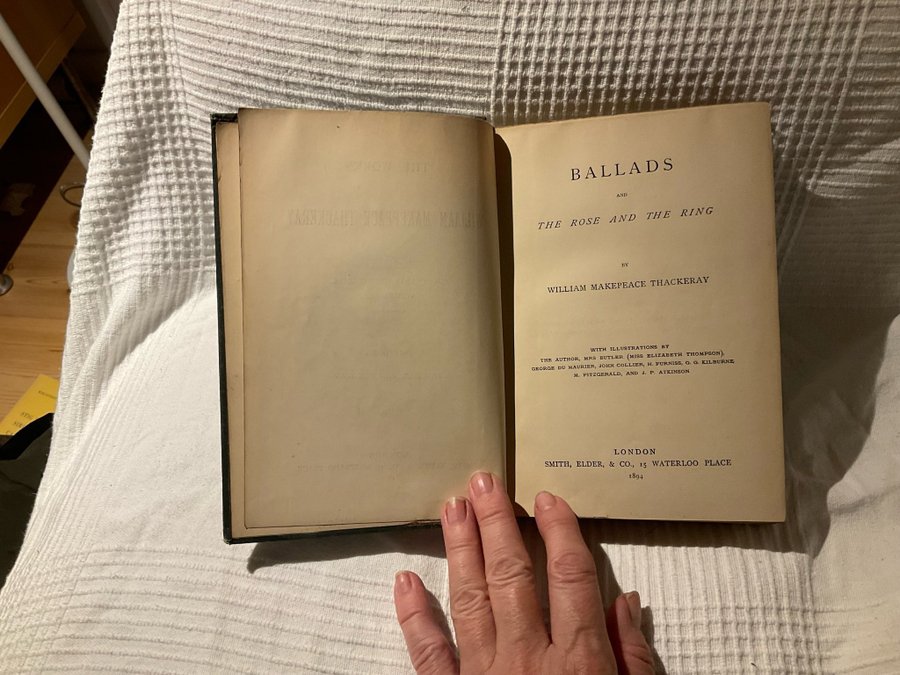 BALLADS
AND
THE ROSE AND THE RING
BY
WILLIAM MAKEPEACE THACKERAY
WITH ILLUSTRATIONS BY
THE AUTHOR, MRS BUTLER (MISS ELIZABETH THOMPSON),
GEORGE DU MAURIER, JOHN COLLIER, H. FURNISS, G. G. KILBURNE,
M. FITZGERALD, AND J. P. ATKINSON
LONDON
SMITH, ELDER, & CO., 15 WATERLOO PLACE
1894